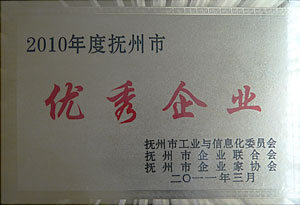 2010年度抚州市
优秀企业
抚州市工业与信息化委员会
抚州市企业联合会
抚州市企业家协会
二〇一一年三月